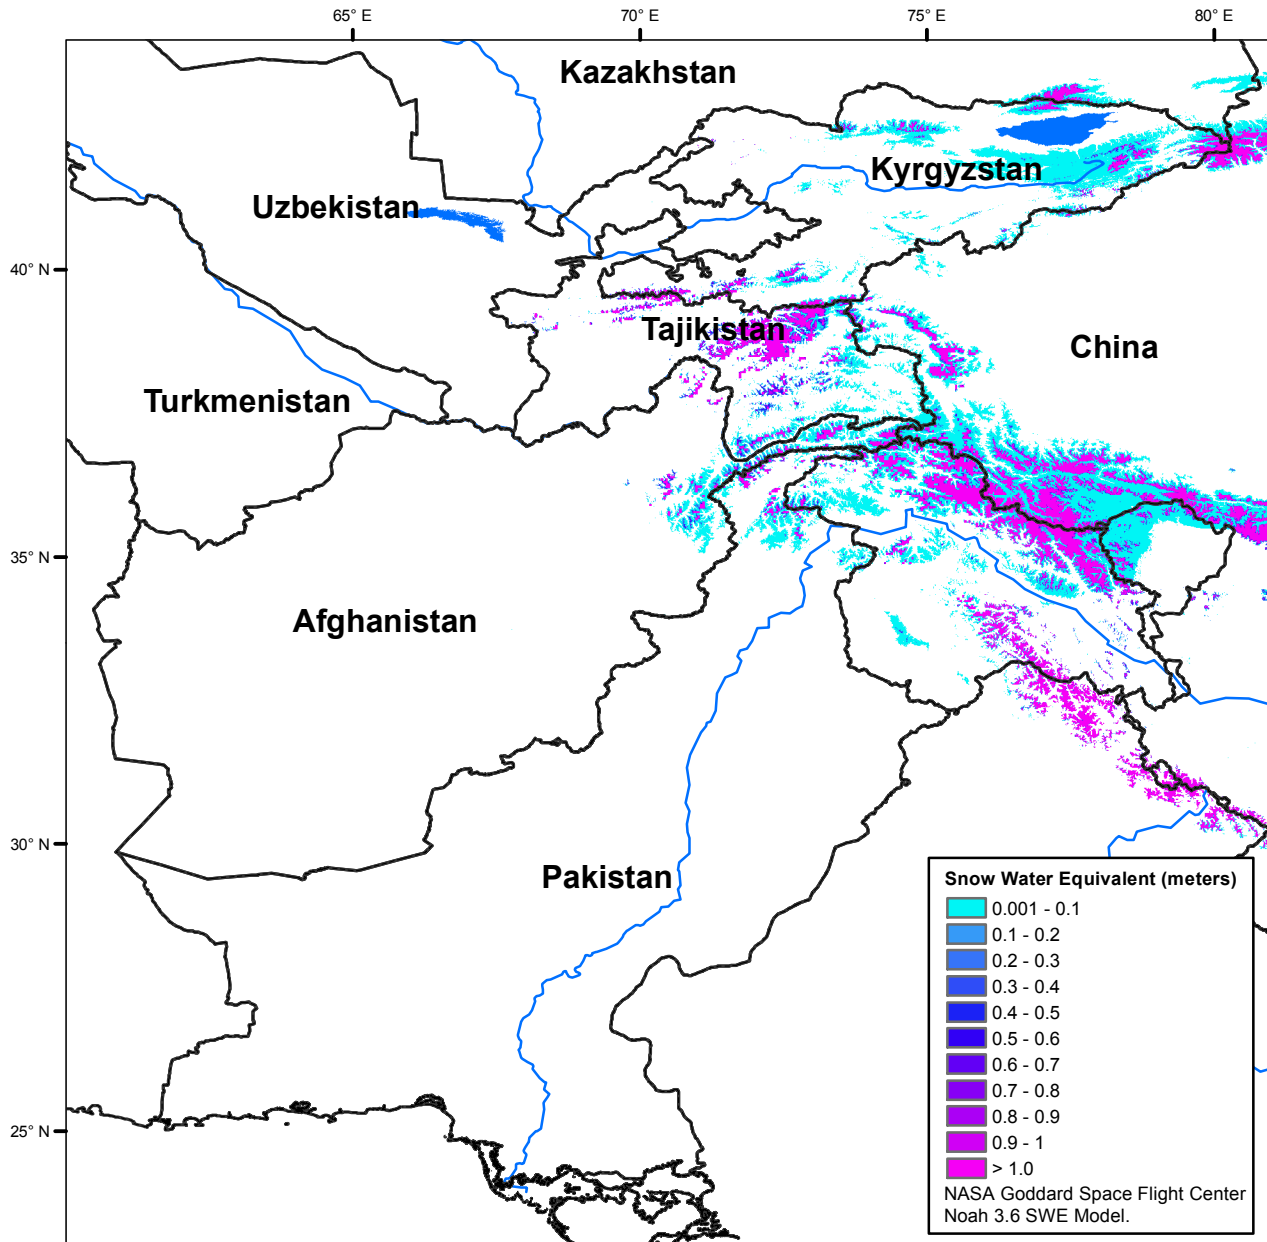 65° E
70° E
75° E
80° E
Kazakhstan
Kyrgyzstan
Uzbekistan
40° N
Tajikistan
China
Turkmenistan
35° N
Afghanistan
30° N
Pakistan
25° N
Snow Water Equivalent (meters)
0.001 - 0.1
0.1 - 0.2
0.2 - 0.3
0.3 - 0.4
0.4 - 0.5
0.5 - 0.6
0.6 - 0.7
0.7 - 0.8
0.8 - 0.9
0.9 - 1
> 1.0
NASA Goddard Space Flight Center
Noah 3.6 SWE Model.